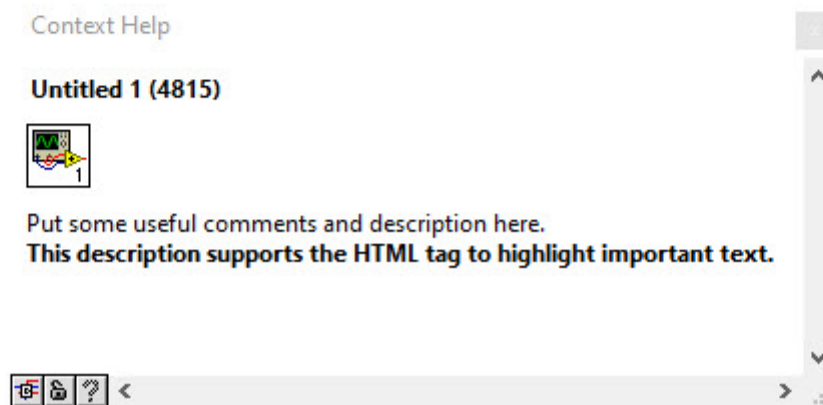 Context Help
Untitled 1 (4815)
1
Put some useful comments and description here.
This description supports the HTML tag to highlight important text.
?